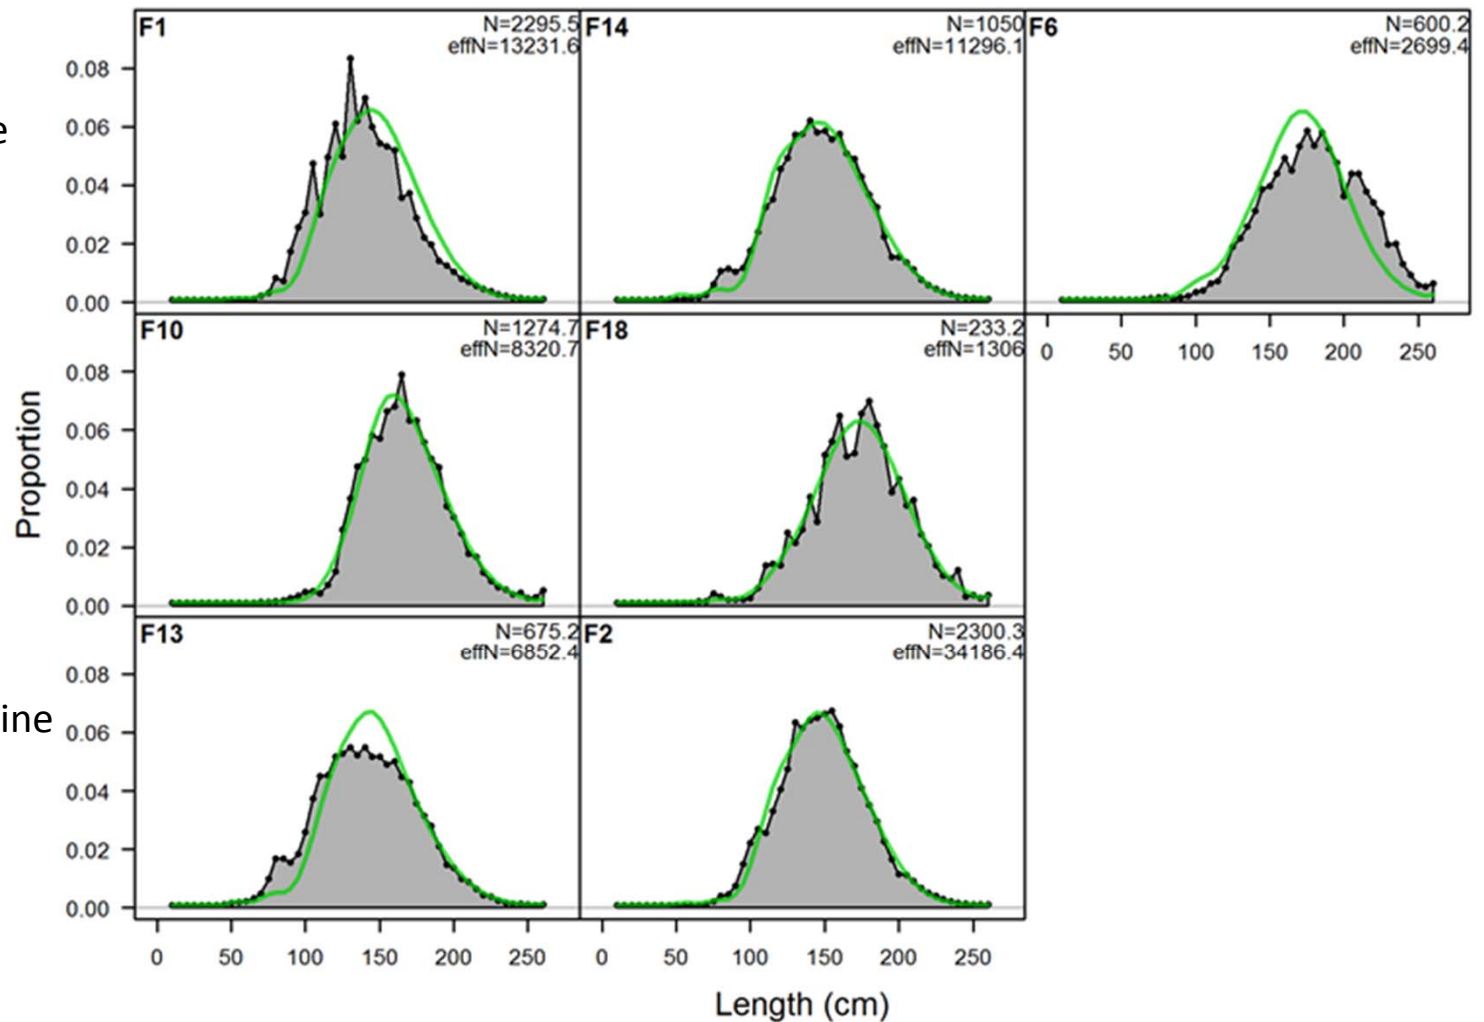 F1
N=2295.5
effN=13231.6
F14
N=1050
effN=11296.1
F6
N=600.2
effN=2699.4
0.08
0.06
0.04
0.02
0.00
e
F10
N=1274.7
effN=8320.7
F18
N=233.2
effN=1306
0 50 100 150 200 250
0.08
0.06
0.04
0.02
0.00
Proportion
F13
N=675.2
effN=6852.4
F2
N=2300.3
effN=34186.4
0.08
0.06
0.04
0.02
0.00
ine
0 50 100 150 200 250
0 50 100 150 200 250
Length (cm)